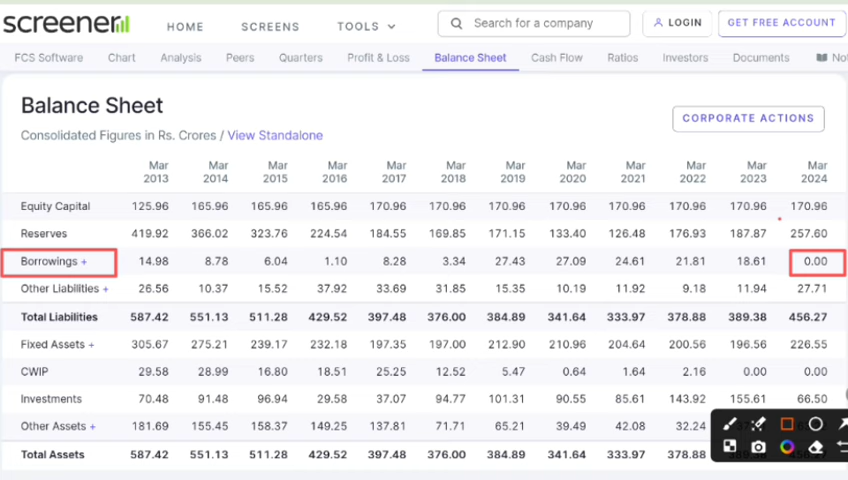 screener
HOME SCREENS TOOLS Search for a company LOGIN GET FREE ACCOUNT
FCS Software Chart Analysis Peers Quarters Profit & Loss Balance Sheet Cash Flow Ratios Investors Documents
Balance Sheet
CORPORATE ACTIONS
Consolidated Figures in Rs. Crores / View Standalone
Mar Mar Mar Mar Mar Mar Mar Mar Mar Mar Mar Mar
2013 2014 2015 2016 2017 2018 2019 2020 2021 2022 2023 2024
Equity Capital 125.96 165.96 165.96 165.96 170.96 170.96 170.96 170.96 170.96 170.96 170.96 170.96
Reserves 419.92 366.02 323.76 224.54 184.55 169.85 171.15 133.40 126.48 176.93 187.87 257.60
Borrowings + 14.98 8.78 6.04 1.10 8.28 3.34 27.43 27.09 24.61 21.81 18.61 0.00
Other Liabilities + 26.56 10.37 15.52 37.92 33.69 31.85 15.35 10.19 11.92 9.18 11.94 27.71
Total Liabilities 587.42 551.13 511.28 429.52 397.48 376.00 384.89 341.64 333.97 378.88 389.38 456.27
Fixed Assets + 305.67 275.21 239.17 232.18 197.35 197.00 212.90 210.96 204.64 200.56 196.56 226.55
CWIP 29.58 28.99 16.80 18.51 25.25 12.52 5.47 0.64 1.64 2.16 0.00 0.00
Investments 70.48 91.48 96.94 29.58 37.07 94.77 101.31 90.55 85.61 143.92 155.61 66.50
Other Assets + 181.69 155.45 158.37 149.25 137.81 71.71 65.21 39.49 42.08 32.24
Total Assets 587.42 551.13 511.28 429.52 397.48 376.00 384.89 341.64 333.97 378.88